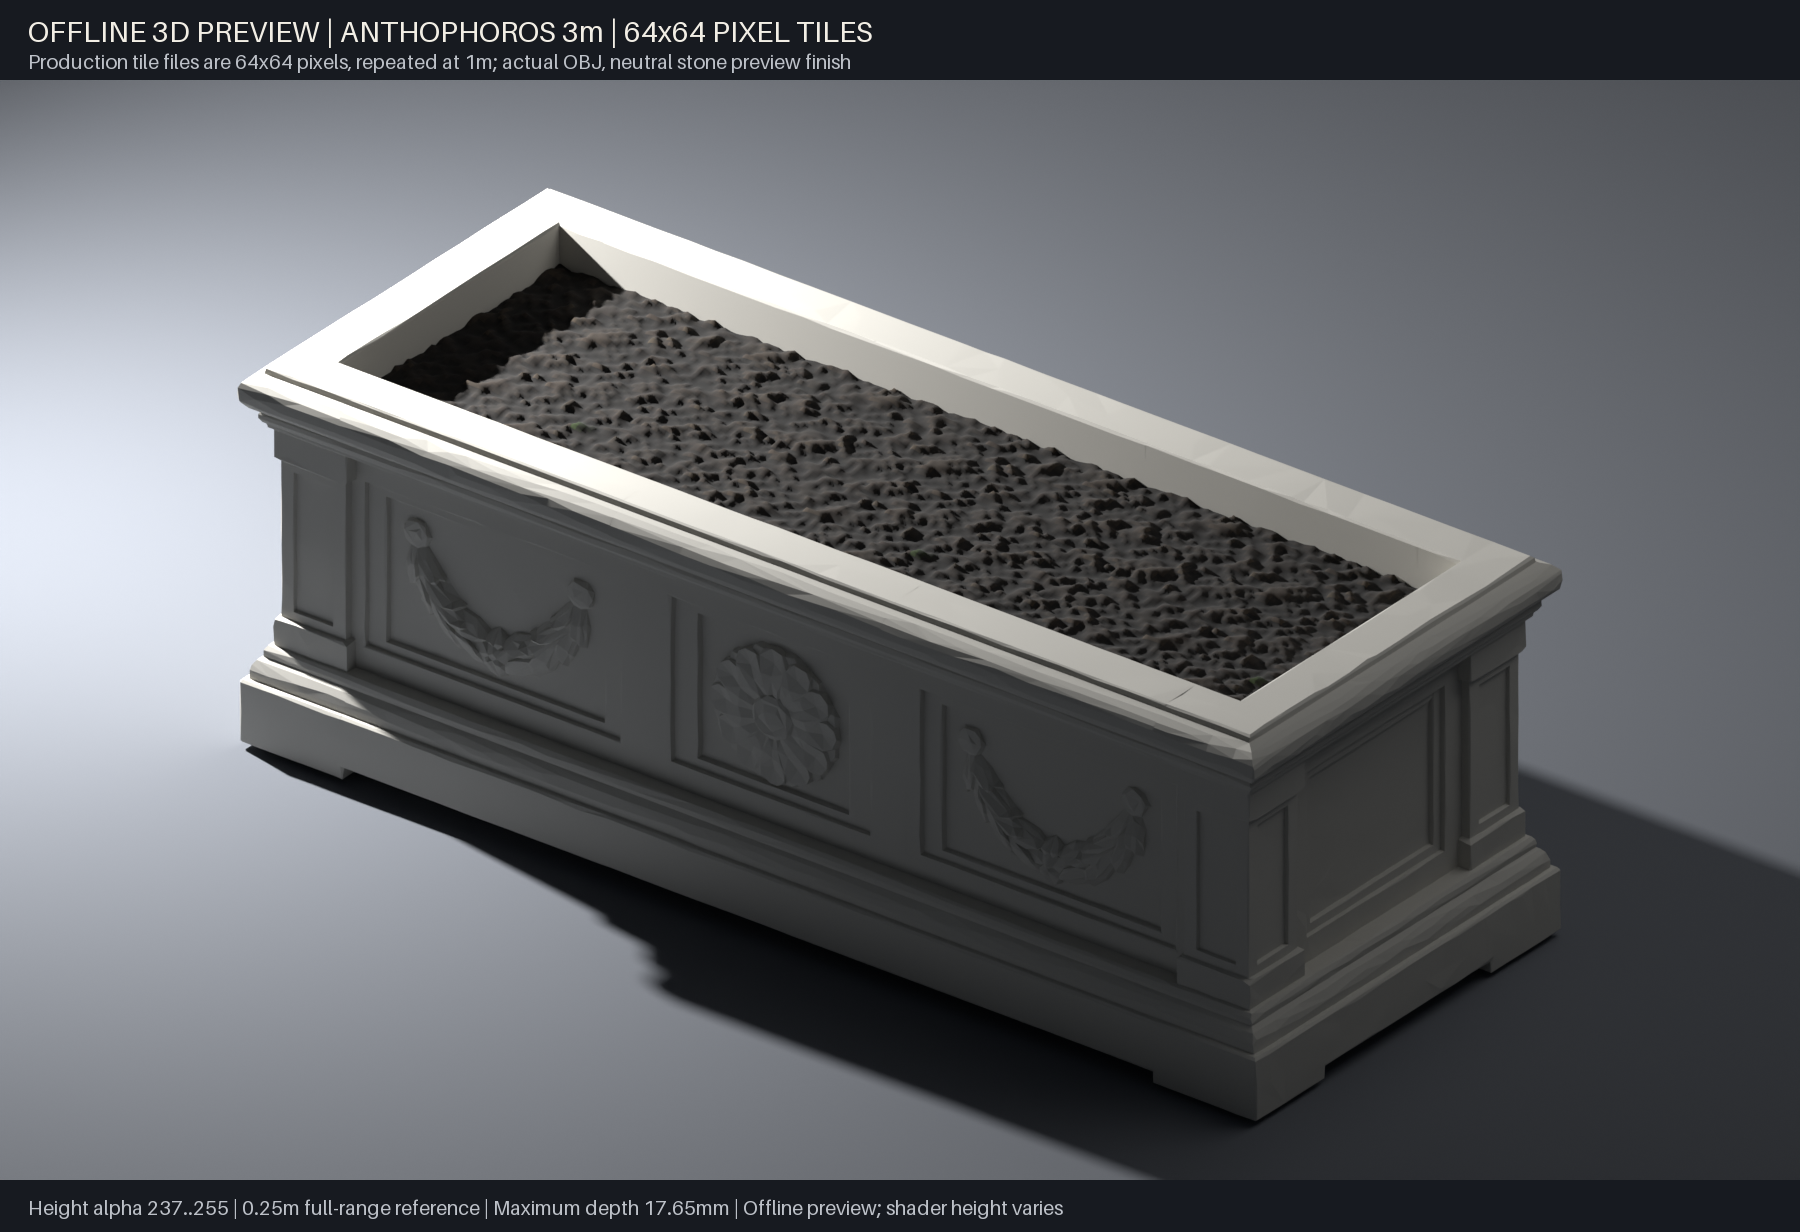 OFFLINE 3D PREVIEW | ANTHOPHOROS 3m | 64x64 PIXEL TILES
Production tile files are 64x64 pixels, repeated at 1m; actual OBJ, neutral stone preview finish
Height alpha 237..255 | 0.25m full-range reference | Maximum depth 17.65mm | Offline preview; shader height varies